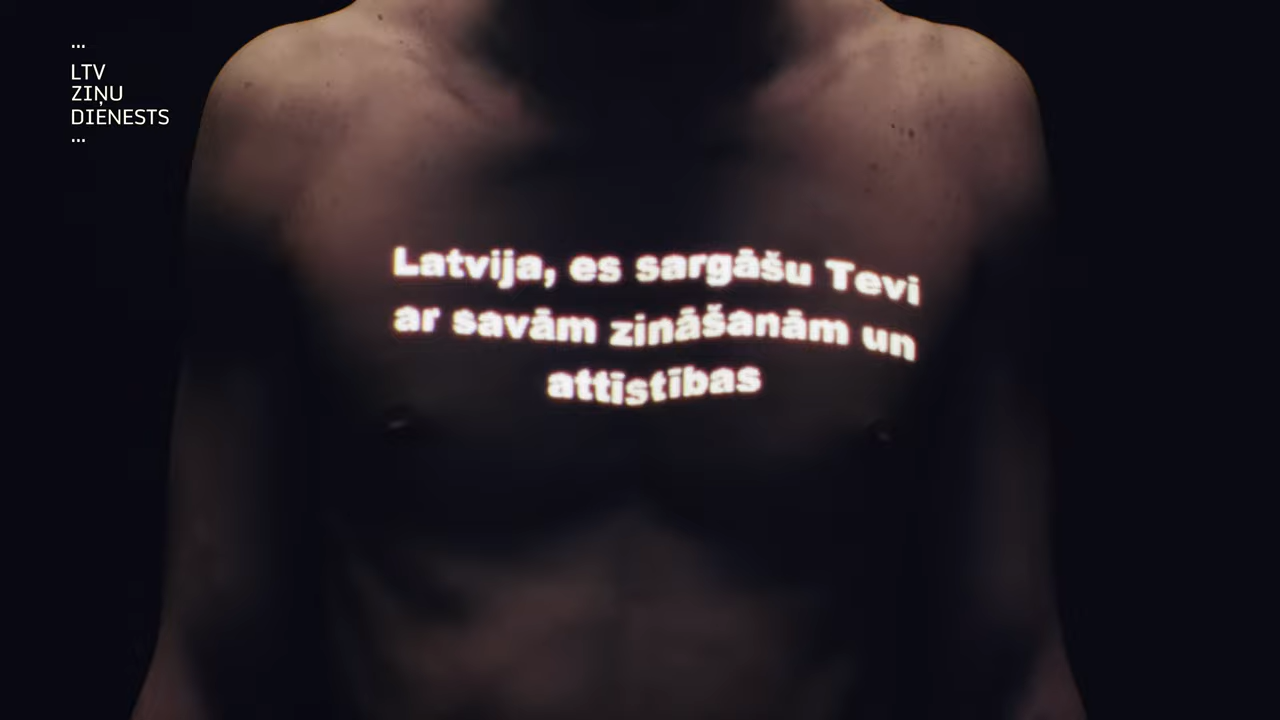 ...
LTV
ZIŅU
DIENESTS
...
Latvija, es sargāšu Tevi
ar savām zināšanām un
attīstības